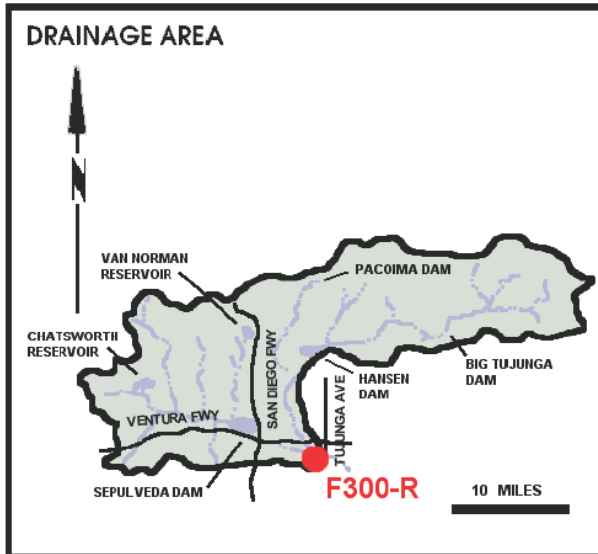 DRAINAGE AREA
N
VAN NORMAN
RESERVOIR
PACOIMA DAM
CHATSWORTH
RESERVOIR
SAN DIEGO FWY
HANSEN
DAM
BIG TUJUNGA
DAM
TUJUNGA AVE
VENTURA FWY
SEPULVEDA DAM
F300-R
10 MILES